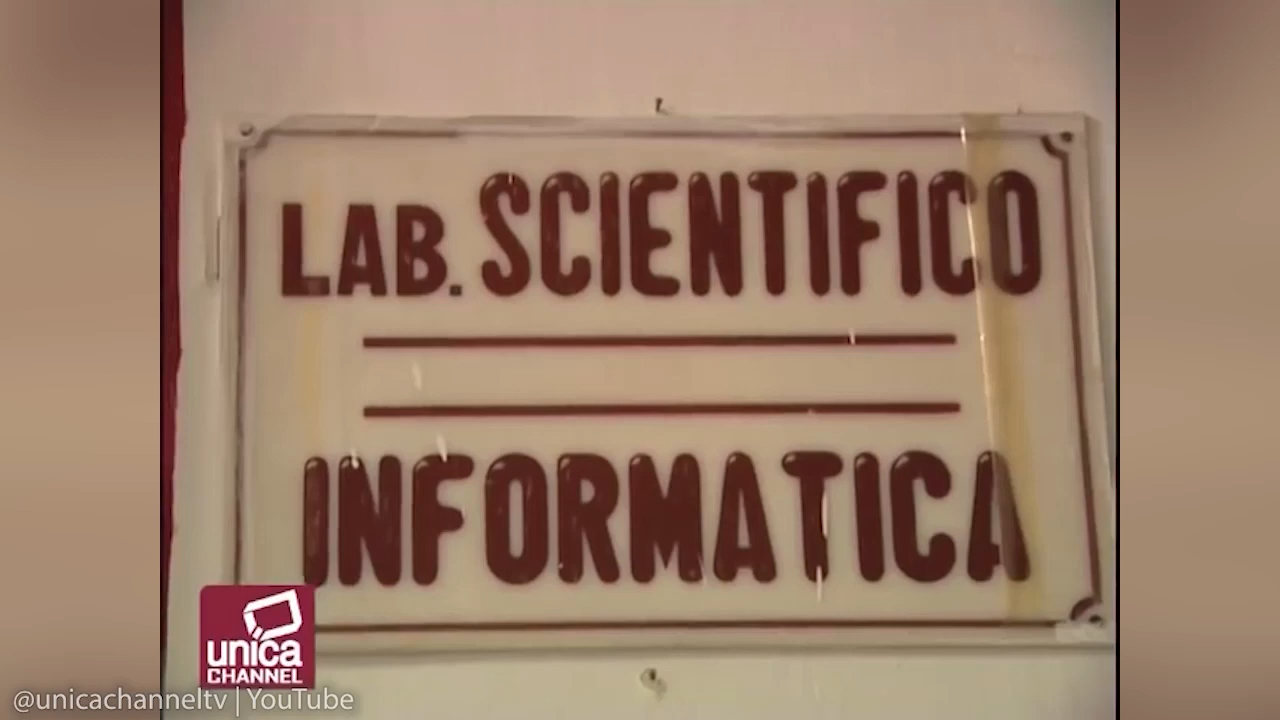 LAB. SCIENTIFICO
INFORMATICA
unica
CHANNEL
@unicachanneltv | YouTube